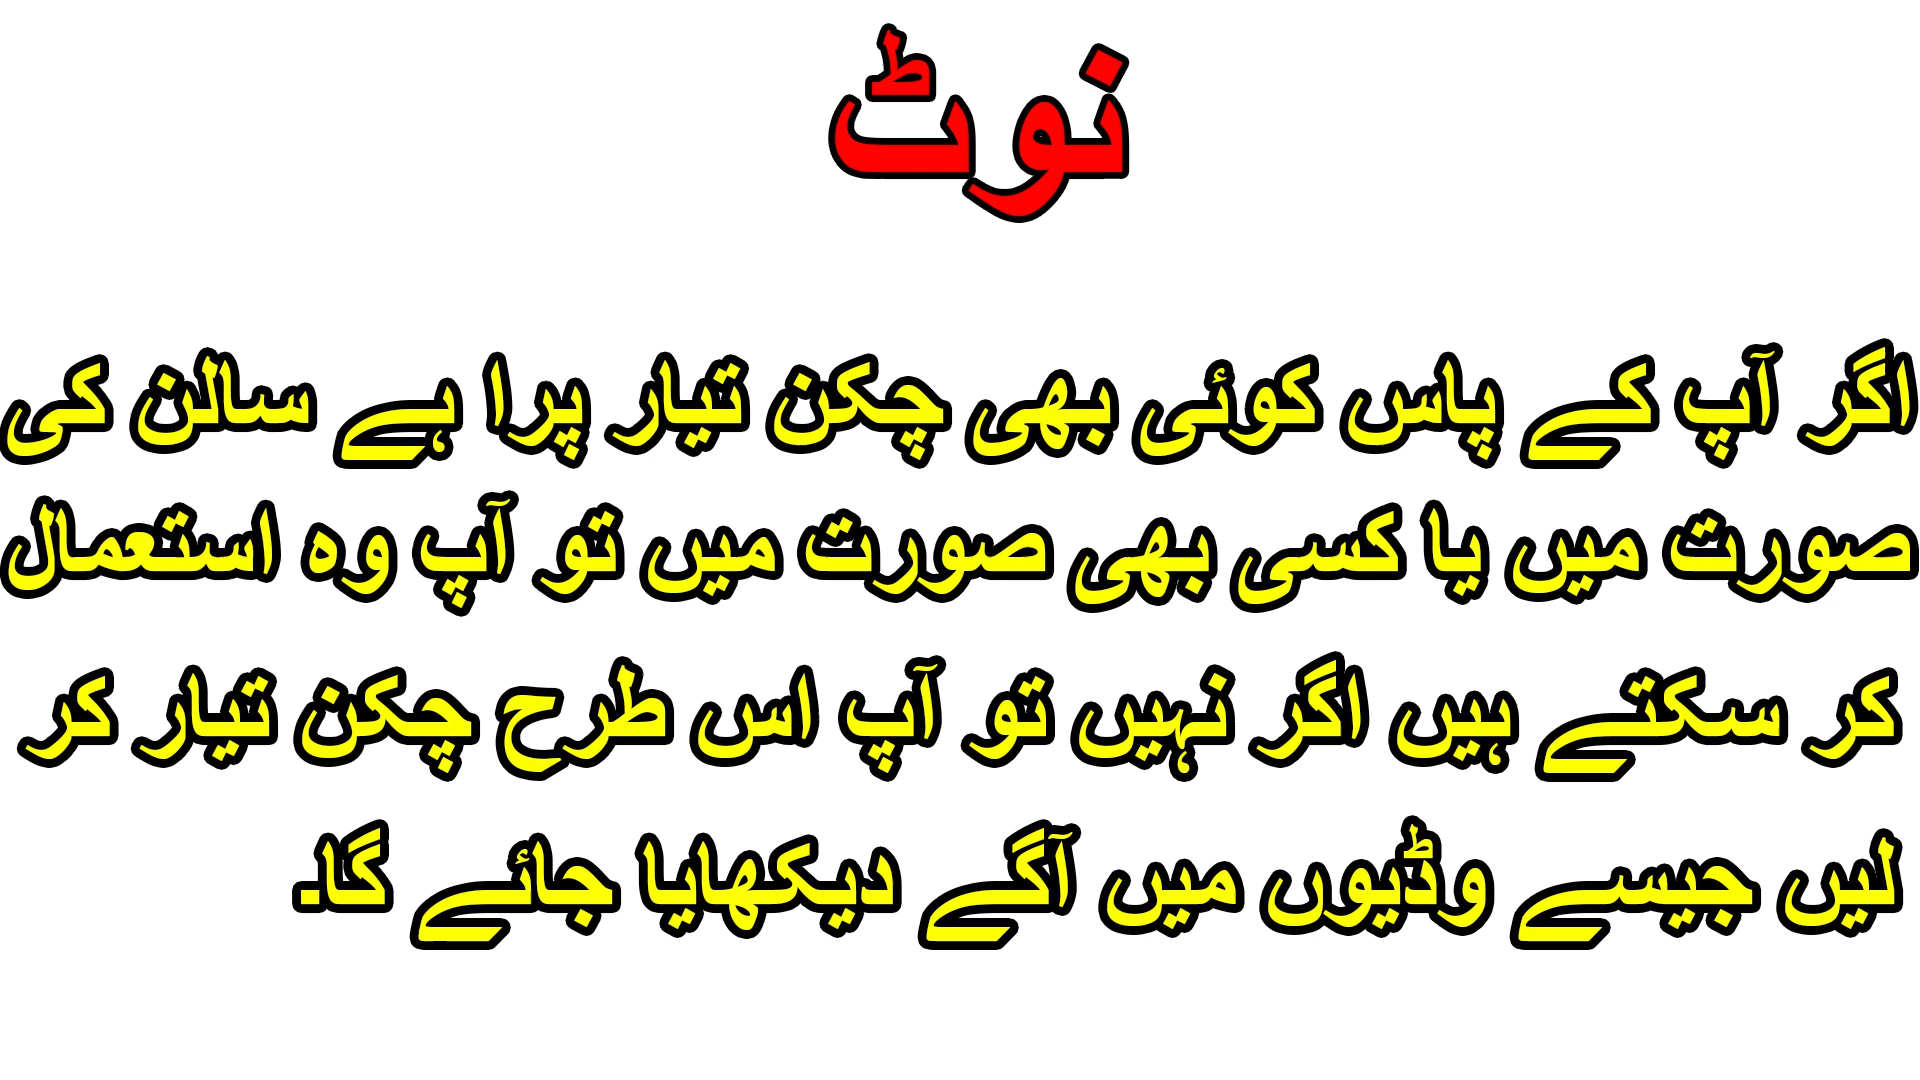 نوٹ
اگر آپ کے پاس کوئی بھی چکن تیار پرا ہے سالن کی
صورت میں یا کسی بھی صورت میں تو آپ وہ استعمال
کر سکتے ہیں اگر نہیں تو آپ اس طرح چکن تیار کر
لیں جیسے وڈیوں میں آگے دیکھایا جائے گا۔